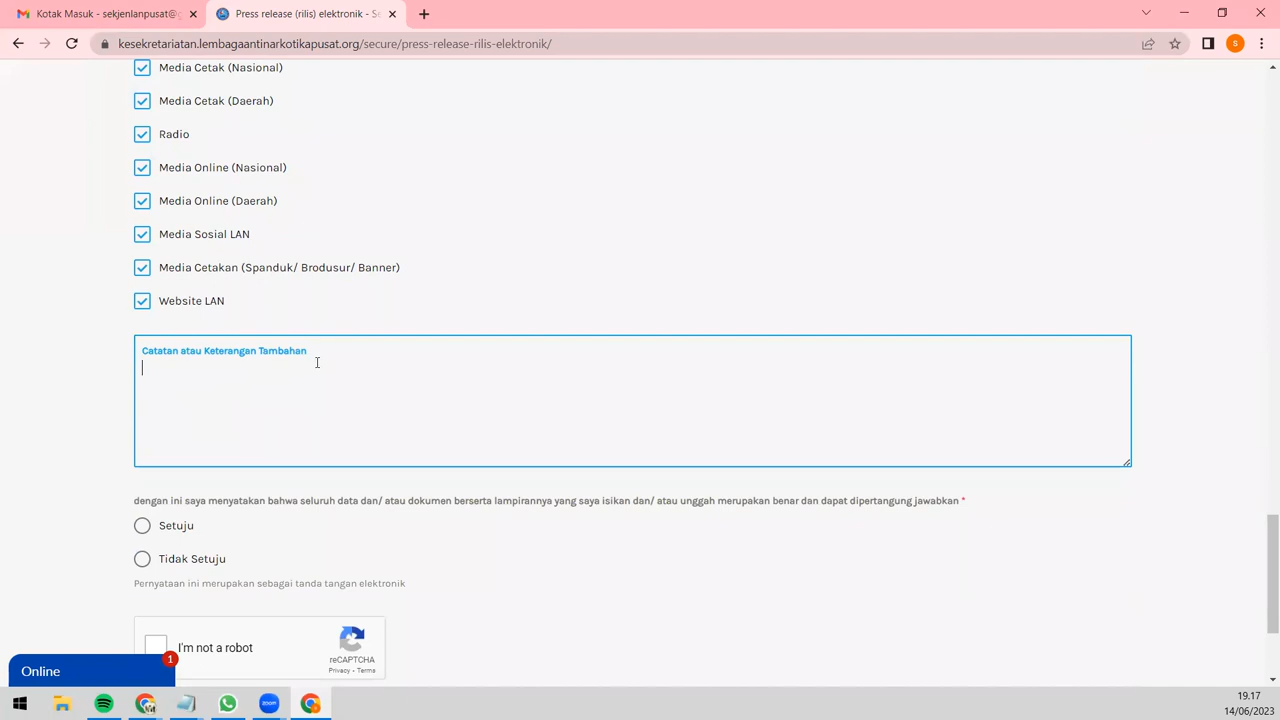 Kotak Masuk - sekjenlanpusat@g
Press release (rilis) elektronik - Se
kesekretariatan.lembagaantinarkotikapusat.org/secure/press-release-rilis-elektronik/
S
Media Cetak (Nasional)
Media Cetak (Daerah)
Radio
Media Online (Nasional)
Media Online (Daerah)
Media Sosial LAN
Media Cetakan (Spanduk/ Brodusur/ Banner)
Website LAN
Catatan atau Keterangan Tambahan
dengan ini saya menyatakan bahwa seluruh data dan/ atau dokumen berserta lampirannya yang saya isikan dan/ atau unggah merupakan benar dan dapat dipertangung jawabkan *
Setuju
Tidak Setuju
Pernyataan ini merupakan sebagai tanda tangan elektronik
I'm not a robot
reCAPTCHA
Privacy - Terms
Online
1
zoom
19.17
14/06/2023